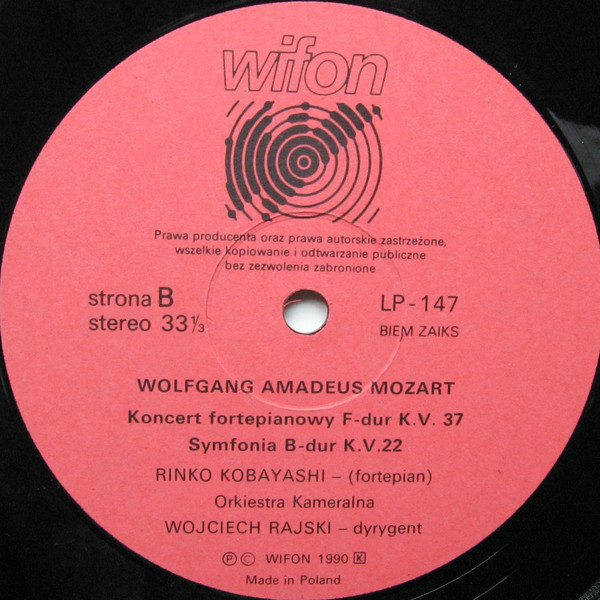 wifon
Prawa producenta oraz prawa autorskie zastrzeżone,
wszelkie kopiowanie i odtwarzanie publiczne
bez zezwolenia zabronione
strona B
stereo 33⅓
LP-147
BIEM ZAIKS
WOLFGANG AMADEUS MOZART
Koncert fortepianowy F-dur K.V. 37
Symfonia B-dur K.V.22
RINKO KOBAYASHI – (fortepian)
Orkiestra Kameralna
WOJCIECH RAJSKI – dyrygent
Ⓟ © WIFON 1990 K
Made in Poland